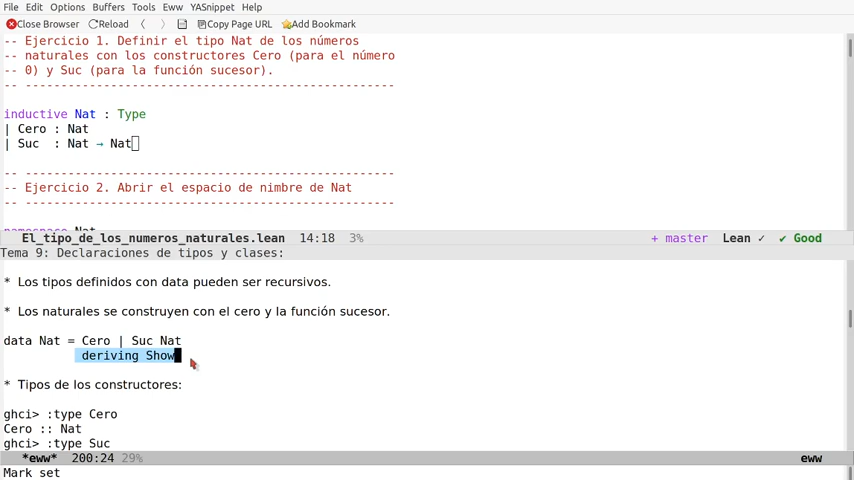 File Edit Options Buffers Tools Eww YASnippet Help
Close Browser Reload Copy Page URL Add Bookmark
-- Ejercicio 1. Definir el tipo Nat de los números
-- naturales con los constructores Cero (para el número
-- 0) y Suc (para la función sucesor).
-- ----------------------------------------------------
inductive Nat : Type
| Cero : Nat
| Suc  : Nat → Nat
-- ----------------------------------------------------
-- Ejercicio 2. Abrir el espacio de nimbre de Nat
-- ----------------------------------------------------
namespace Nat
El_tipo_de_los_numeros_naturales.lean 14:18 3% + master Lean ✓ ✔ Good
Tema 9: Declaraciones de tipos y clases:
* Los tipos definidos con data pueden ser recursivos.
* Los naturales se construyen con el cero y la función sucesor.
data Nat = Cero | Suc Nat
deriving Show
* Tipos de los constructores:
ghci> :type Cero
Cero :: Nat
ghci> :type Suc
*eww* 200:24 29% eww
Mark set